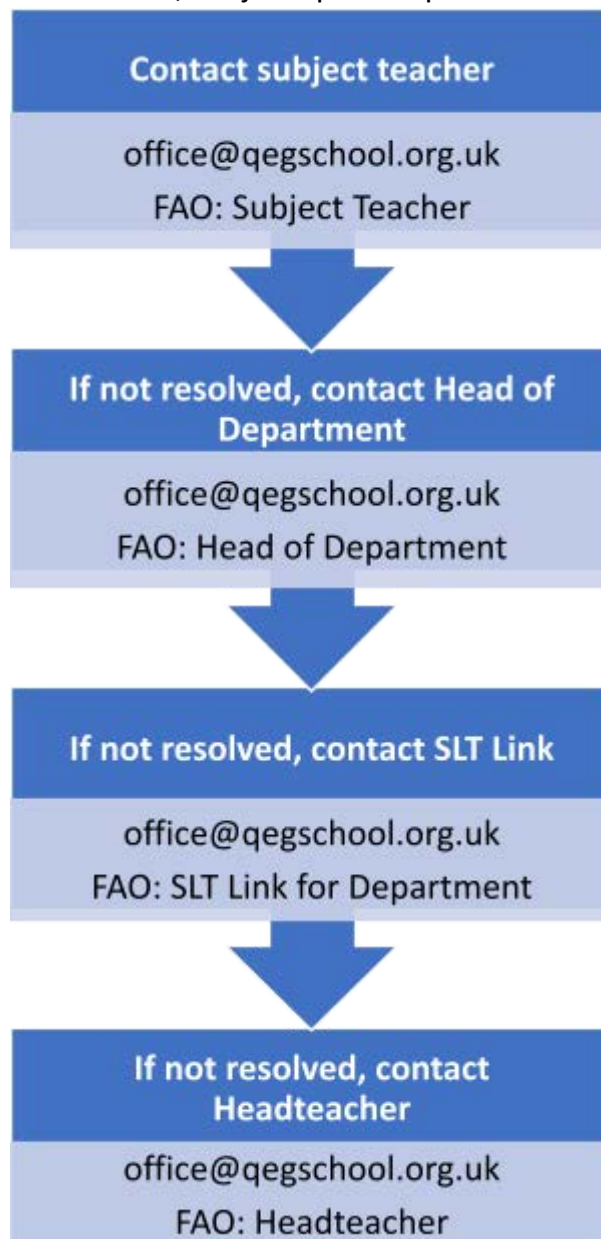 Contact subject teacher
office@qegschool.org.uk
FAO: Subject Teacher
If not resolved, contact Head of
Department
office@qegschool.org.uk
FAO: Head of Department
If not resolved, contact SLT Link
office@qegschool.org.uk
FAO: SLT Link for Department
If not resolved, contact
Headteacher
office@qegschool.org.uk
FAO: Headteacher